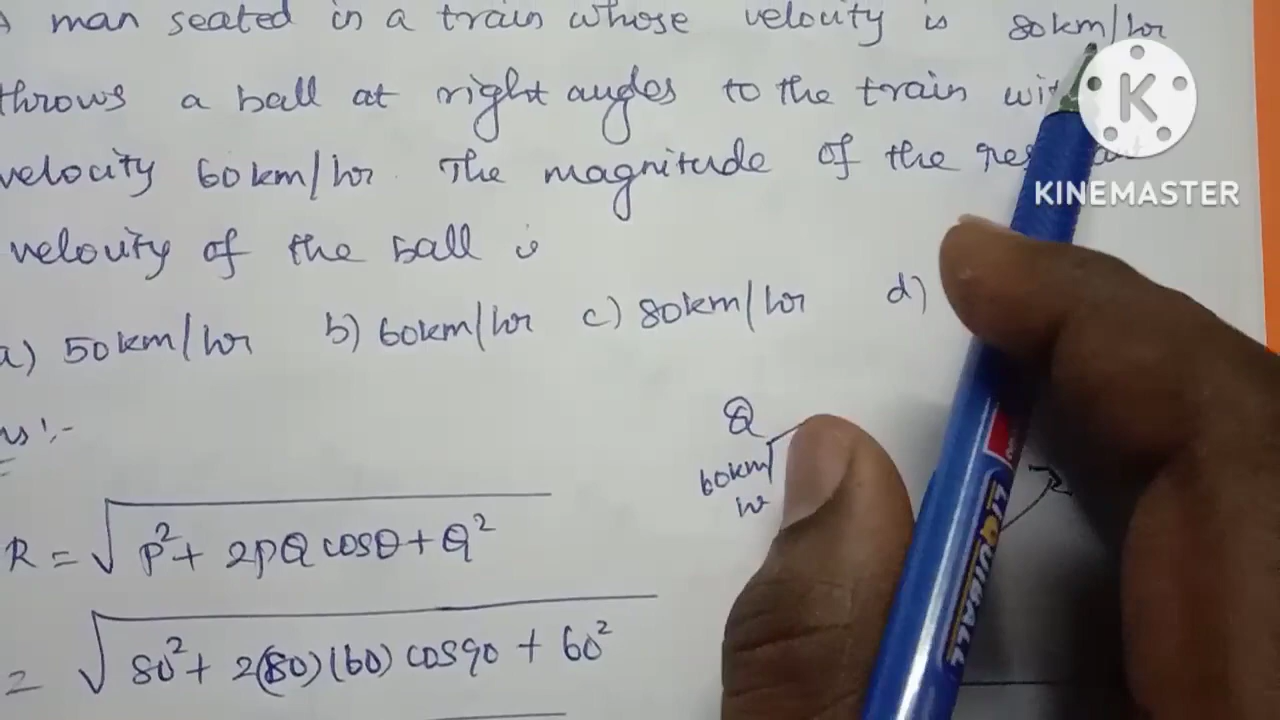 man seated in a train whose velocity is 80km/hr
throws a ball at right angles to the train
velocity 60km/hr. The magnitude of the
velocity of the ball is
a) 50km/hr b) 60km/hr c) 80km/hr d)
Q
60km/
hr
R
R = √P²+ 2PQ cosθ + Q²
= √80²+ 2(80)(60) cos90 + 60²
K
KINEMASTER
LIQUIBALL